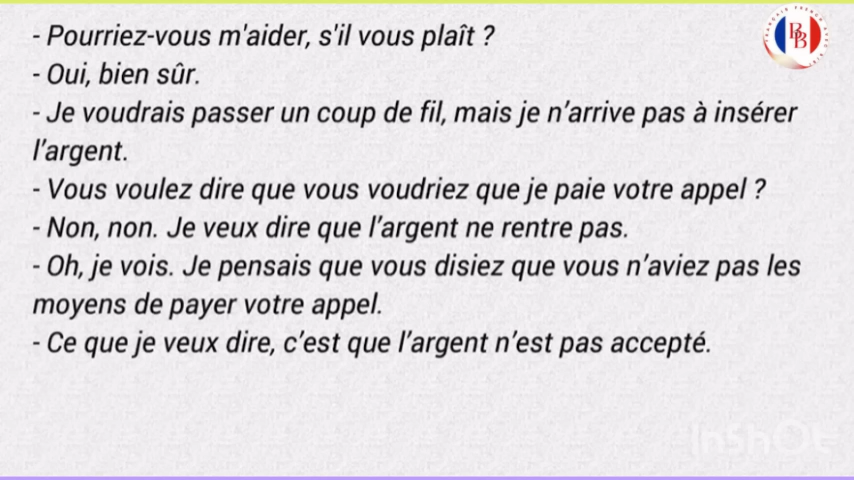 - Pourriez-vous m'aider, s'il vous plaît ?
- Oui, bien sûr.
- Je voudrais passer un coup de fil, mais je n’arrive pas à insérer
l’argent.
- Vous voulez dire que vous voudriez que je paie votre appel ?
- Non, non. Je veux dire que l’argent ne rentre pas.
- Oh, je vois. Je pensais que vous disiez que vous n’aviez pas les
moyens de payer votre appel.
- Ce que je veux dire, c’est que l’argent n’est pas accepté.
InShOt